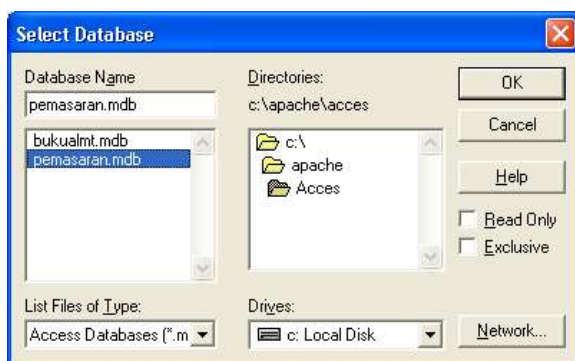 Select Database
Database Name
pemasaran.mdb
bukualmt.mdb
pemasaran.mdb
List Files of Type:
Access Databases (*.m
Directories:
c:\apache\acces
c:\
apache
Acces
Drives:
c: Local Disk
OK
Cancel
Help
Read Only
Exclusive
Network...